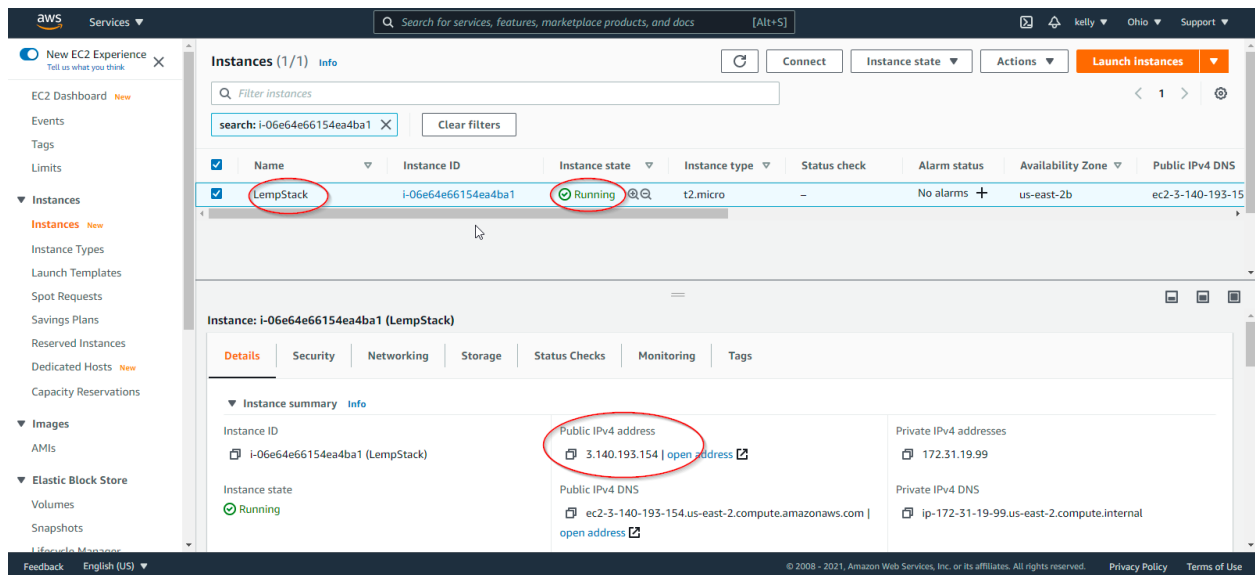 aws Services ▼ Search for services, features, marketplace products, and docs [Alt+S] kelly ▼ Ohio ▼ Support ▼
New EC2 Experience
Tell us what you think
EC2 Dashboard New
Events
Tags
Limits
▼ Instances
Instances New
Instance Types
Launch Templates
Spot Requests
Savings Plans
Reserved Instances
Dedicated Hosts New
Capacity Reservations
▼ Images
AMIs
▼ Elastic Block Store
Volumes
Snapshots
Lifecycle Manager
Instances (1/1) Info
Connect Instance state ▼ Actions ▼ Launch instances ▼
Filter instances
< 1 >
search: i-06e64e66154ea4ba1 Clear filters
Name Instance ID Instance state Instance type Status check Alarm status Availability Zone Public IPv4 DNS
LempStack i-06e64e66154ea4ba1 Running t2.micro – No alarms + us-east-2b ec2-3-140-193-15
Instance: i-06e64e66154ea4ba1 (LempStack)
Details Security Networking Storage Status Checks Monitoring Tags
▼ Instance summary Info
Instance ID Public IPv4 address Private IPv4 addresses
i-06e64e66154ea4ba1 (LempStack) 3.140.193.154 | open address 172.31.19.99
Instance state Public IPv4 DNS Private IPv4 DNS
Running ec2-3-140-193-154.us-east-2.compute.amazonaws.com | ip-172-31-19-99.us-east-2.compute.internal
open address
Feedback English (US) ▼ © 2008 - 2021, Amazon Web Services, Inc. or its affiliates. All rights reserved. Privacy Policy Terms of Use